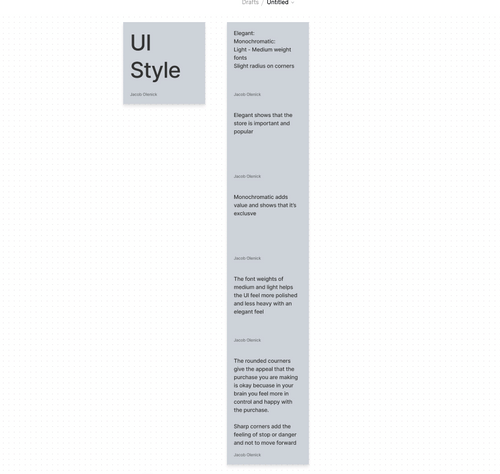 Drafts / Untitled
UI
Style
Jacob Olenick
Elegant:
Monochromatic:
Light - Medium weight
fonts
Slight radius on corners
Jacob Olenick
Elegant shows that the
store is important and
popular
Jacob Olenick
Monochromatic adds
value and shows that it's
exclusve
Jacob Olenick
The font weights of
medium and light helps
the UI feel more polished
and less heavy with an
elegant feel
Jacob Olenick
The rounded courners
give the appeal that the
purchase you are making
is okay becuase in your
brain you feel more in
control and happy with
the purchase.
Sharp corners add the
feeling of stop or danger
and not to move forward
Jacob Olenick